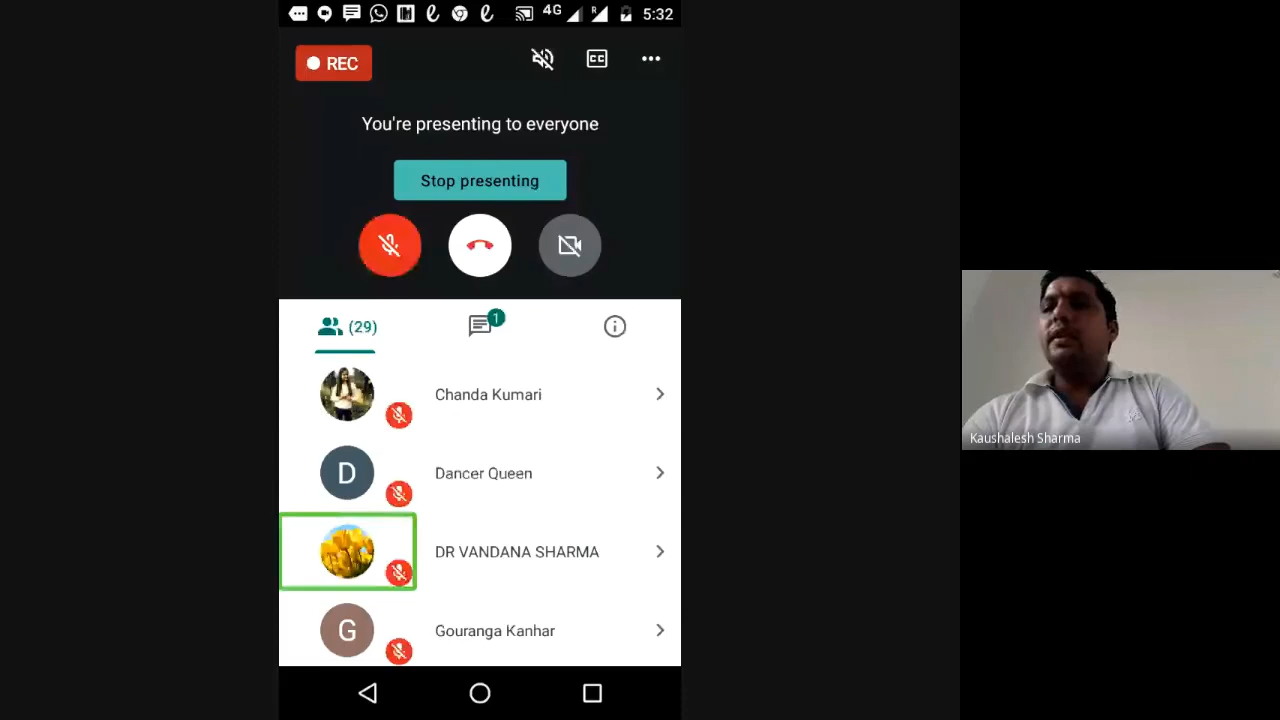 4G R 5:32
REC
CC
You're presenting to everyone
Stop presenting
(29)
1
Chanda Kumari
D
Dancer Queen
DR VANDANA SHARMA
G
Gouranga Kanhar
Kaushalesh Sharma